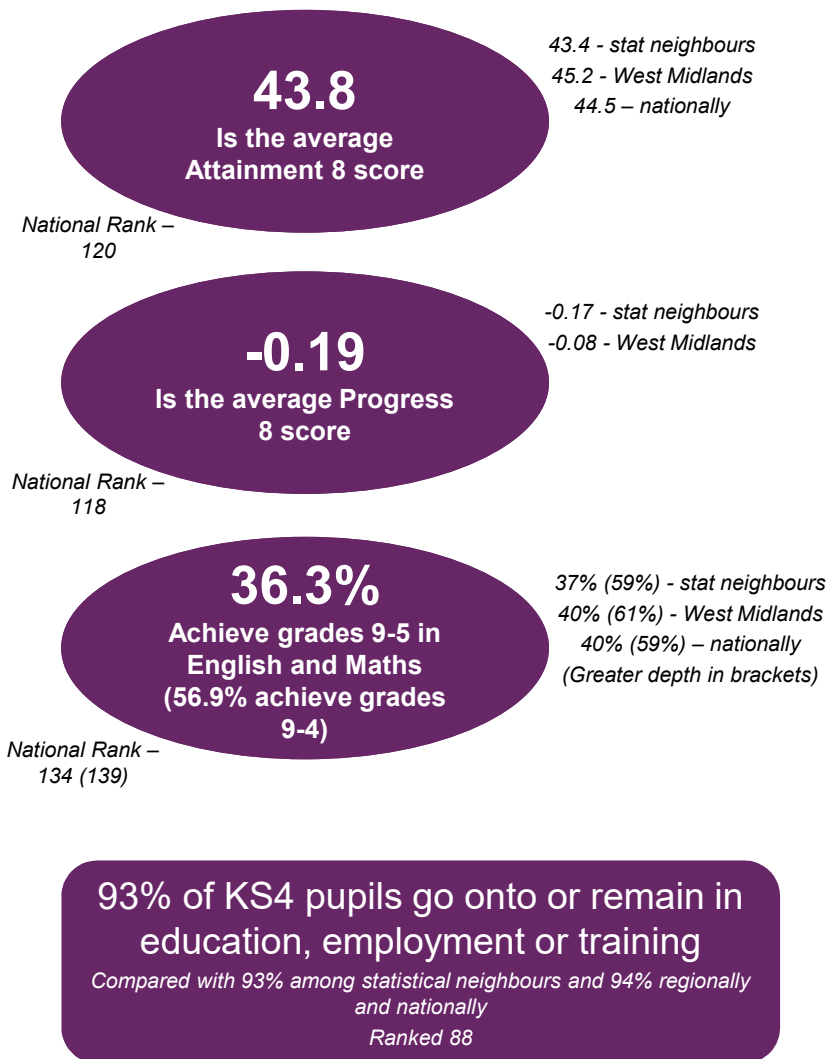 43.8
Is the average
Attainment 8 score
43.4 - stat neighbours
45.2 - West Midlands
44.5 – nationally
National Rank –
120
-0.19
Is the average Progress
8 score
-0.17 - stat neighbours
-0.08 - West Midlands
National Rank –
118
36.3%
Achieve grades 9-5 in
English and Maths
(56.9% achieve grades
9-4)
37% (59%) - stat neighbours
40% (61%) - West Midlands
40% (59%) – nationally
(Greater depth in brackets)
National Rank –
134 (139)
93% of KS4 pupils go onto or remain in
education, employment or training
Compared with 93% among statistical neighbours and 94% regionally
and nationally
Ranked 88